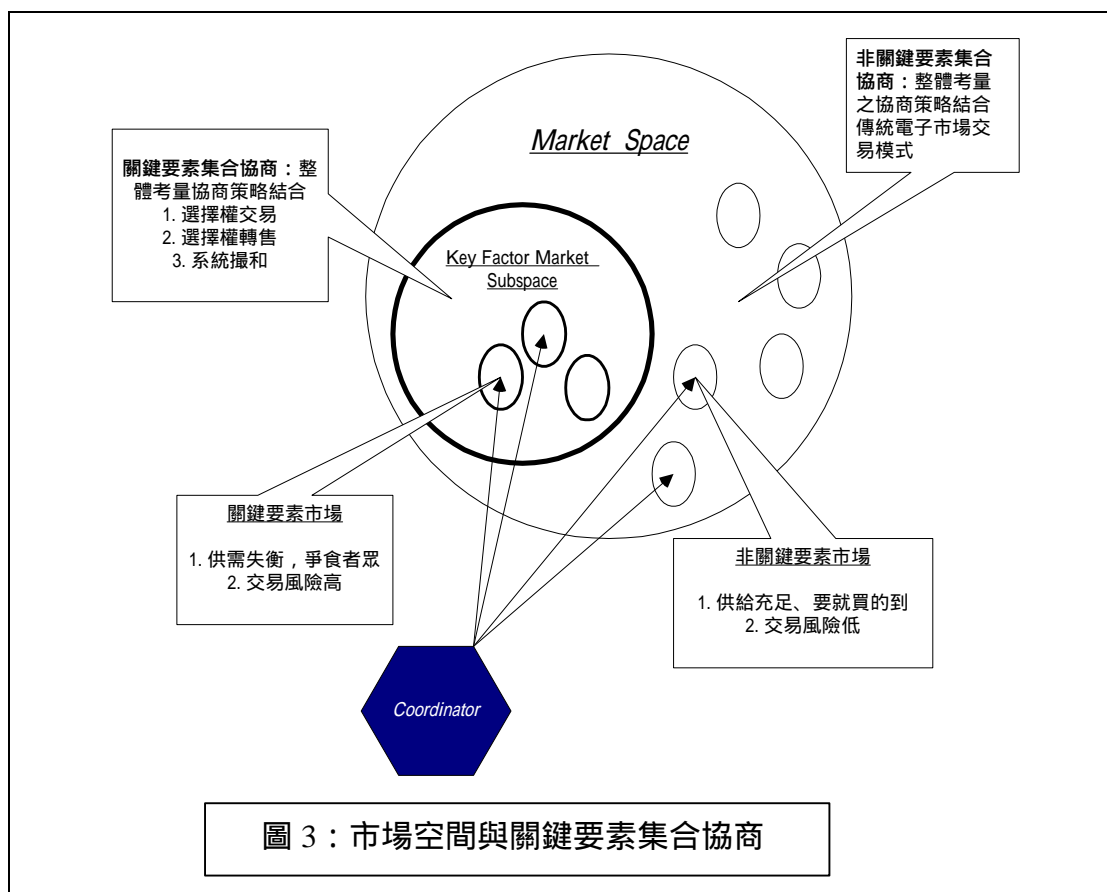 非關鍵要素集合
協商：整體考量
之協商策略結合
傳統電子市場交
易模式
Market Space
關鍵要素集合協商：整
體考量協商策略結合
1. 選擇權交易
2. 選擇權轉售
3. 系統撮和
Key Factor Market
Subspace
關鍵要素市場
1. 供需失衡，爭食者眾
2. 交易風險高
非關鍵要素市場
1. 供給充足、要就買的到
2. 交易風險低
Coordinator
圖 3：市場空間與關鍵要素集合協商